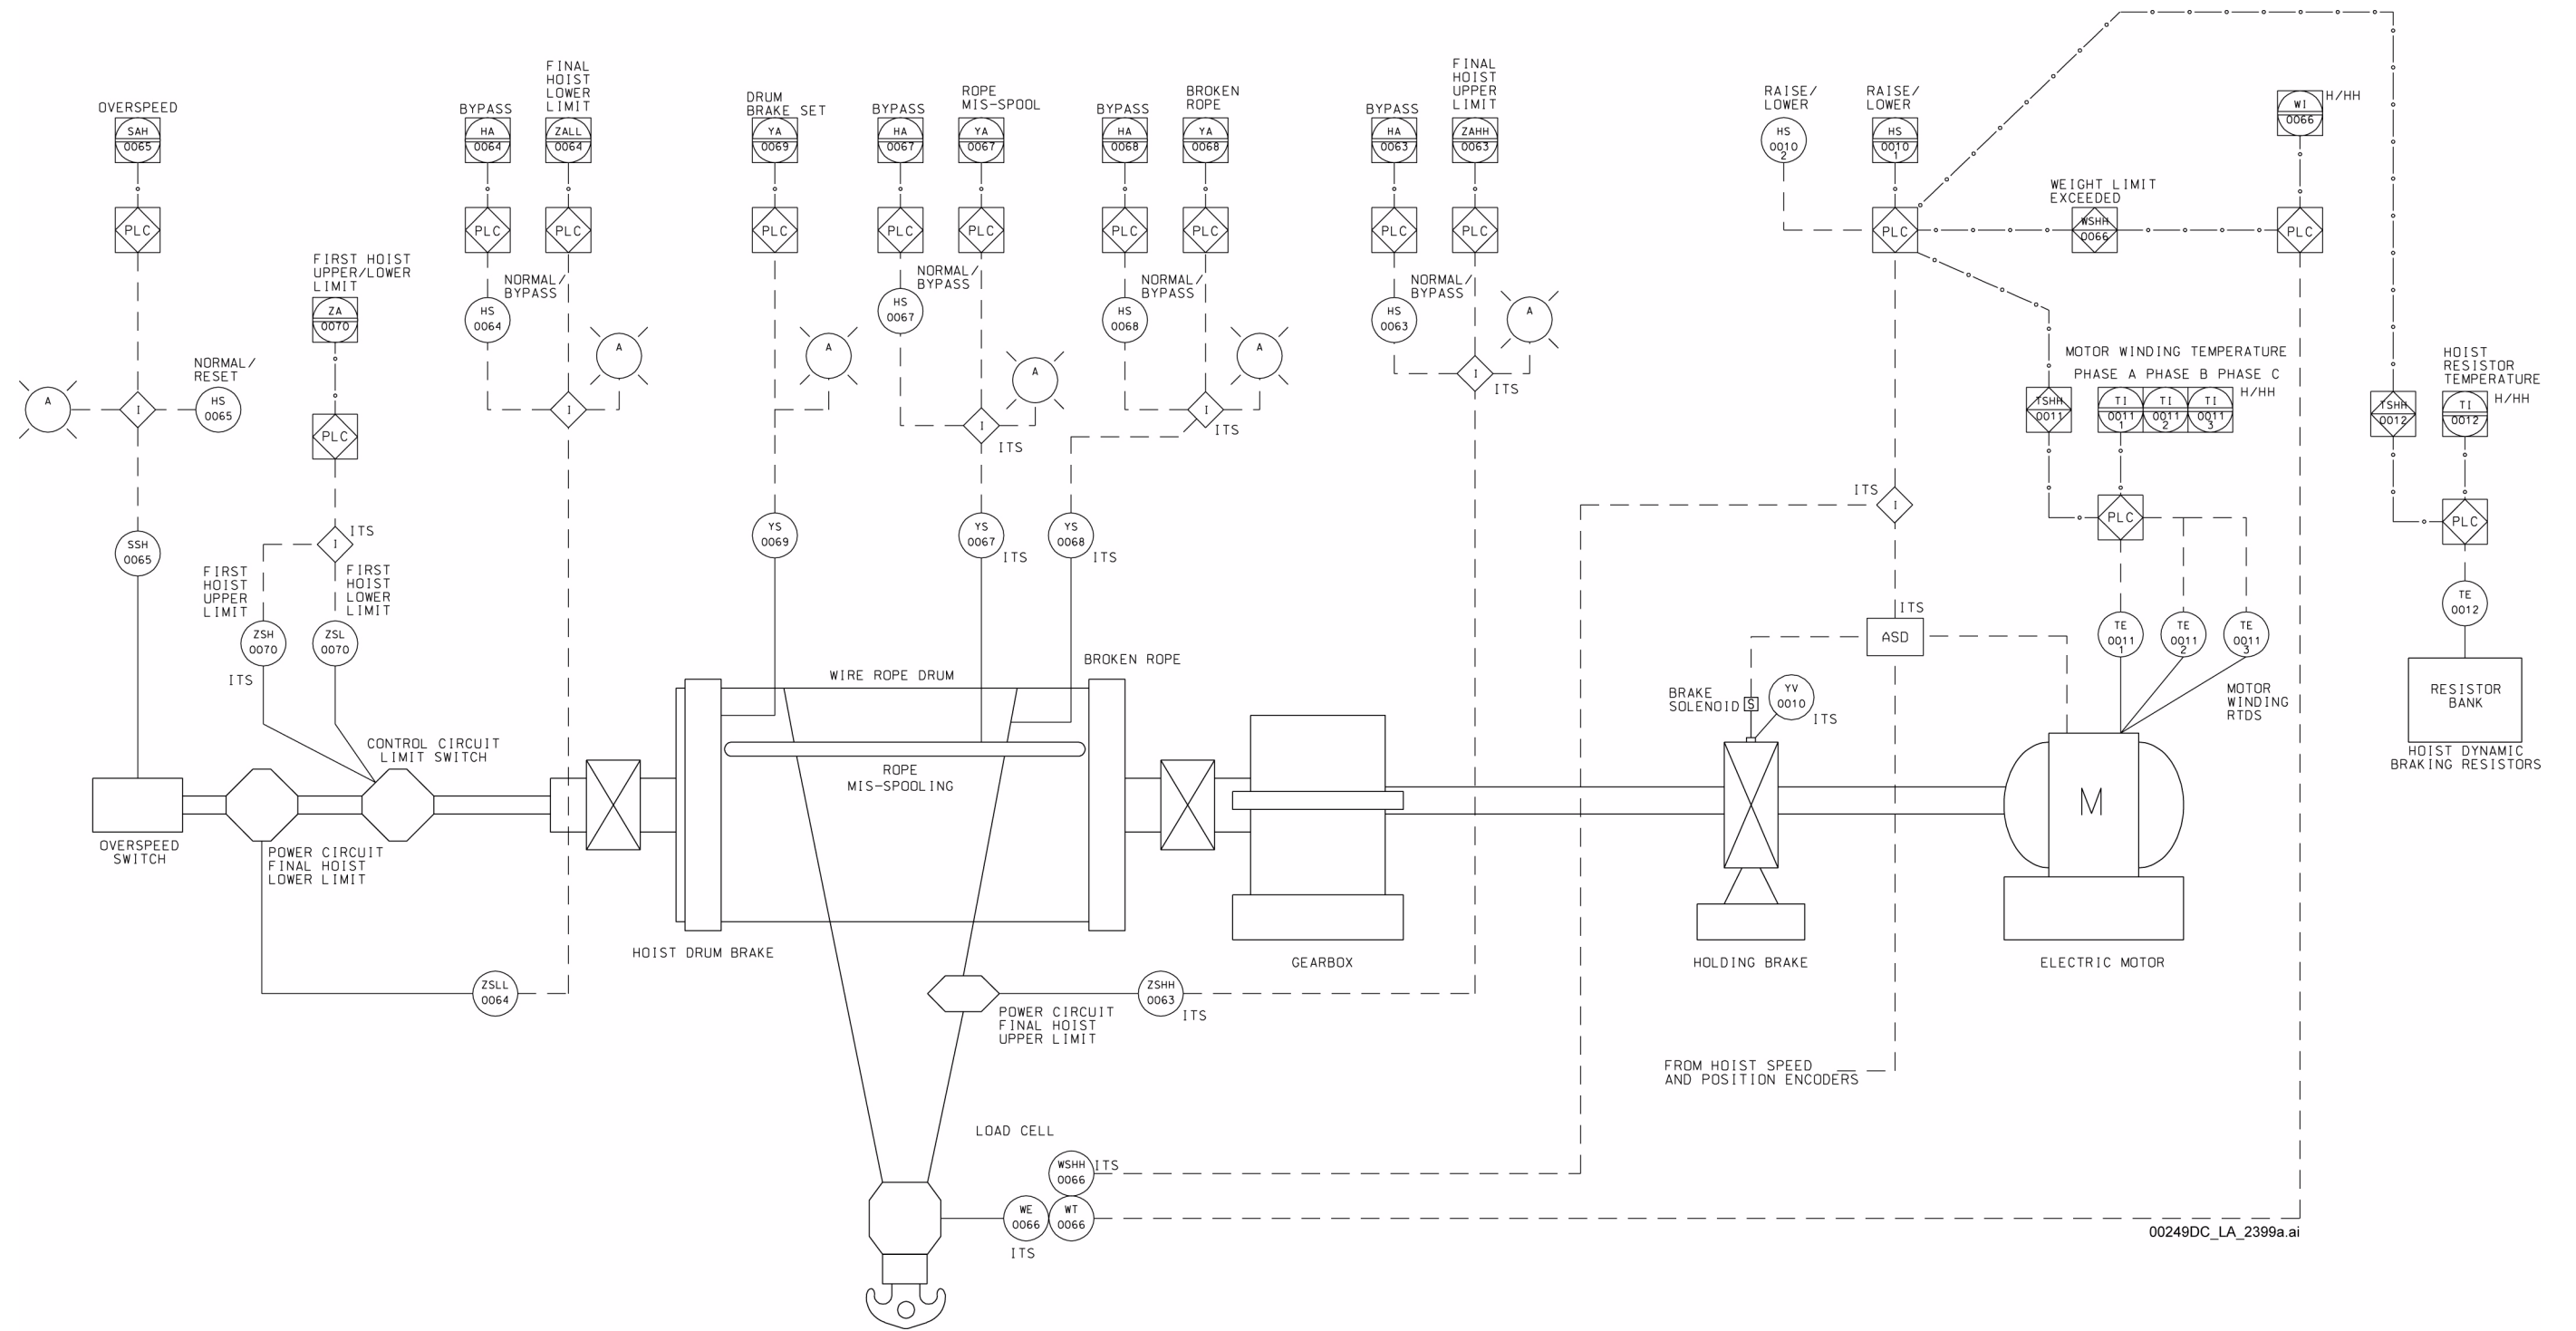 OVERSPEED
SAH
0065
PLC
A
I
NORMAL/
RESET
HS
0065
SSH
0065
FIRST HOIST
UPPER/LOWER
LIMIT
ZA
0070
PLC
I
ITS
FIRST
HOIST
UPPER
LIMIT
FIRST
HOIST
LOWER
LIMIT
ZSH
0070
ITS
ZSL
0070
BYPASS
HA
0064
PLC
NORMAL/
BYPASS
HS
0064
FINAL
HOIST
LOWER
LIMIT
ZALL
0064
PLC
A
I
DRUM
BRAKE SET
YA
0069
PLC
A
YS
0069
BYPASS
HA
0067
PLC
NORMAL/
BYPASS
HS
0067
ROPE
MIS-SPOOL
YA
0067
PLC
A
I
ITS
YS
0067
ITS
BYPASS
HA
0068
PLC
NORMAL/
BYPASS
HS
0068
BROKEN
ROPE
YA
0068
PLC
A
I
ITS
YS
0068
ITS
BYPASS
HA
0063
PLC
NORMAL/
BYPASS
HS
0063
FINAL
HOIST
UPPER
LIMIT
ZAHH
0063
PLC
A
I
ITS
RAISE/
LOWER
HS
0010
2
RAISE/
LOWER
HS
0010
1
PLC
WEIGHT LIMIT
EXCEEDED
WSHH
0066
WI
0066
H/HH
PLC
MOTOR WINDING TEMPERATURE
PHASE A PHASE B PHASE C
H/HH
TSHH
0011
TI
0011
1
TI
0011
2
TI
0011
3
PLC
HOIST
RESISTOR
TEMPERATURE
H/HH
TSHH
0012
TI
0012
PLC
TE
0012
RESISTOR
BANK
HOIST DYNAMIC
BRAKING RESISTORS
ITS
I
ITS
ASD
TE
0011
1
TE
0011
2
TE
0011
3
MOTOR
WINDING
RTDS
BRAKE
SOLENOID
S
YV
0010
ITS
OVERSPEED
SWITCH
POWER CIRCUIT
FINAL HOIST
LOWER LIMIT
CONTROL CIRCUIT
LIMIT SWITCH
WIRE ROPE DRUM
BROKEN ROPE
ROPE
MIS-SPOOLING
M
HOIST DRUM BRAKE
GEARBOX
HOLDING BRAKE
ELECTRIC MOTOR
ZSLL
0064
ZSHH
0063
ITS
POWER CIRCUIT
FINAL HOIST
UPPER LIMIT
FROM HOIST SPEED
AND POSITION ENCODERS
LOAD CELL
WSHH
0066
ITS
WE
0066
ITS
WT
0066
00249DC_LA_2399a.ai